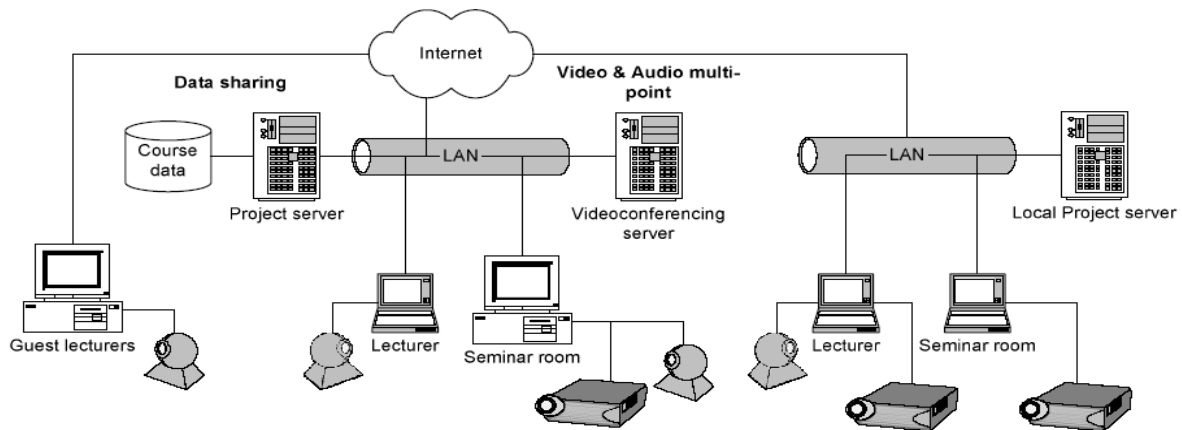 Internet
Data sharing
Video & Audio multi-
point
Course
data
LAN
LAN
Project server
Videoconferencing
server
Local Project server
Guest lecturers
Lecturer
Seminar room
Lecturer
Seminar room